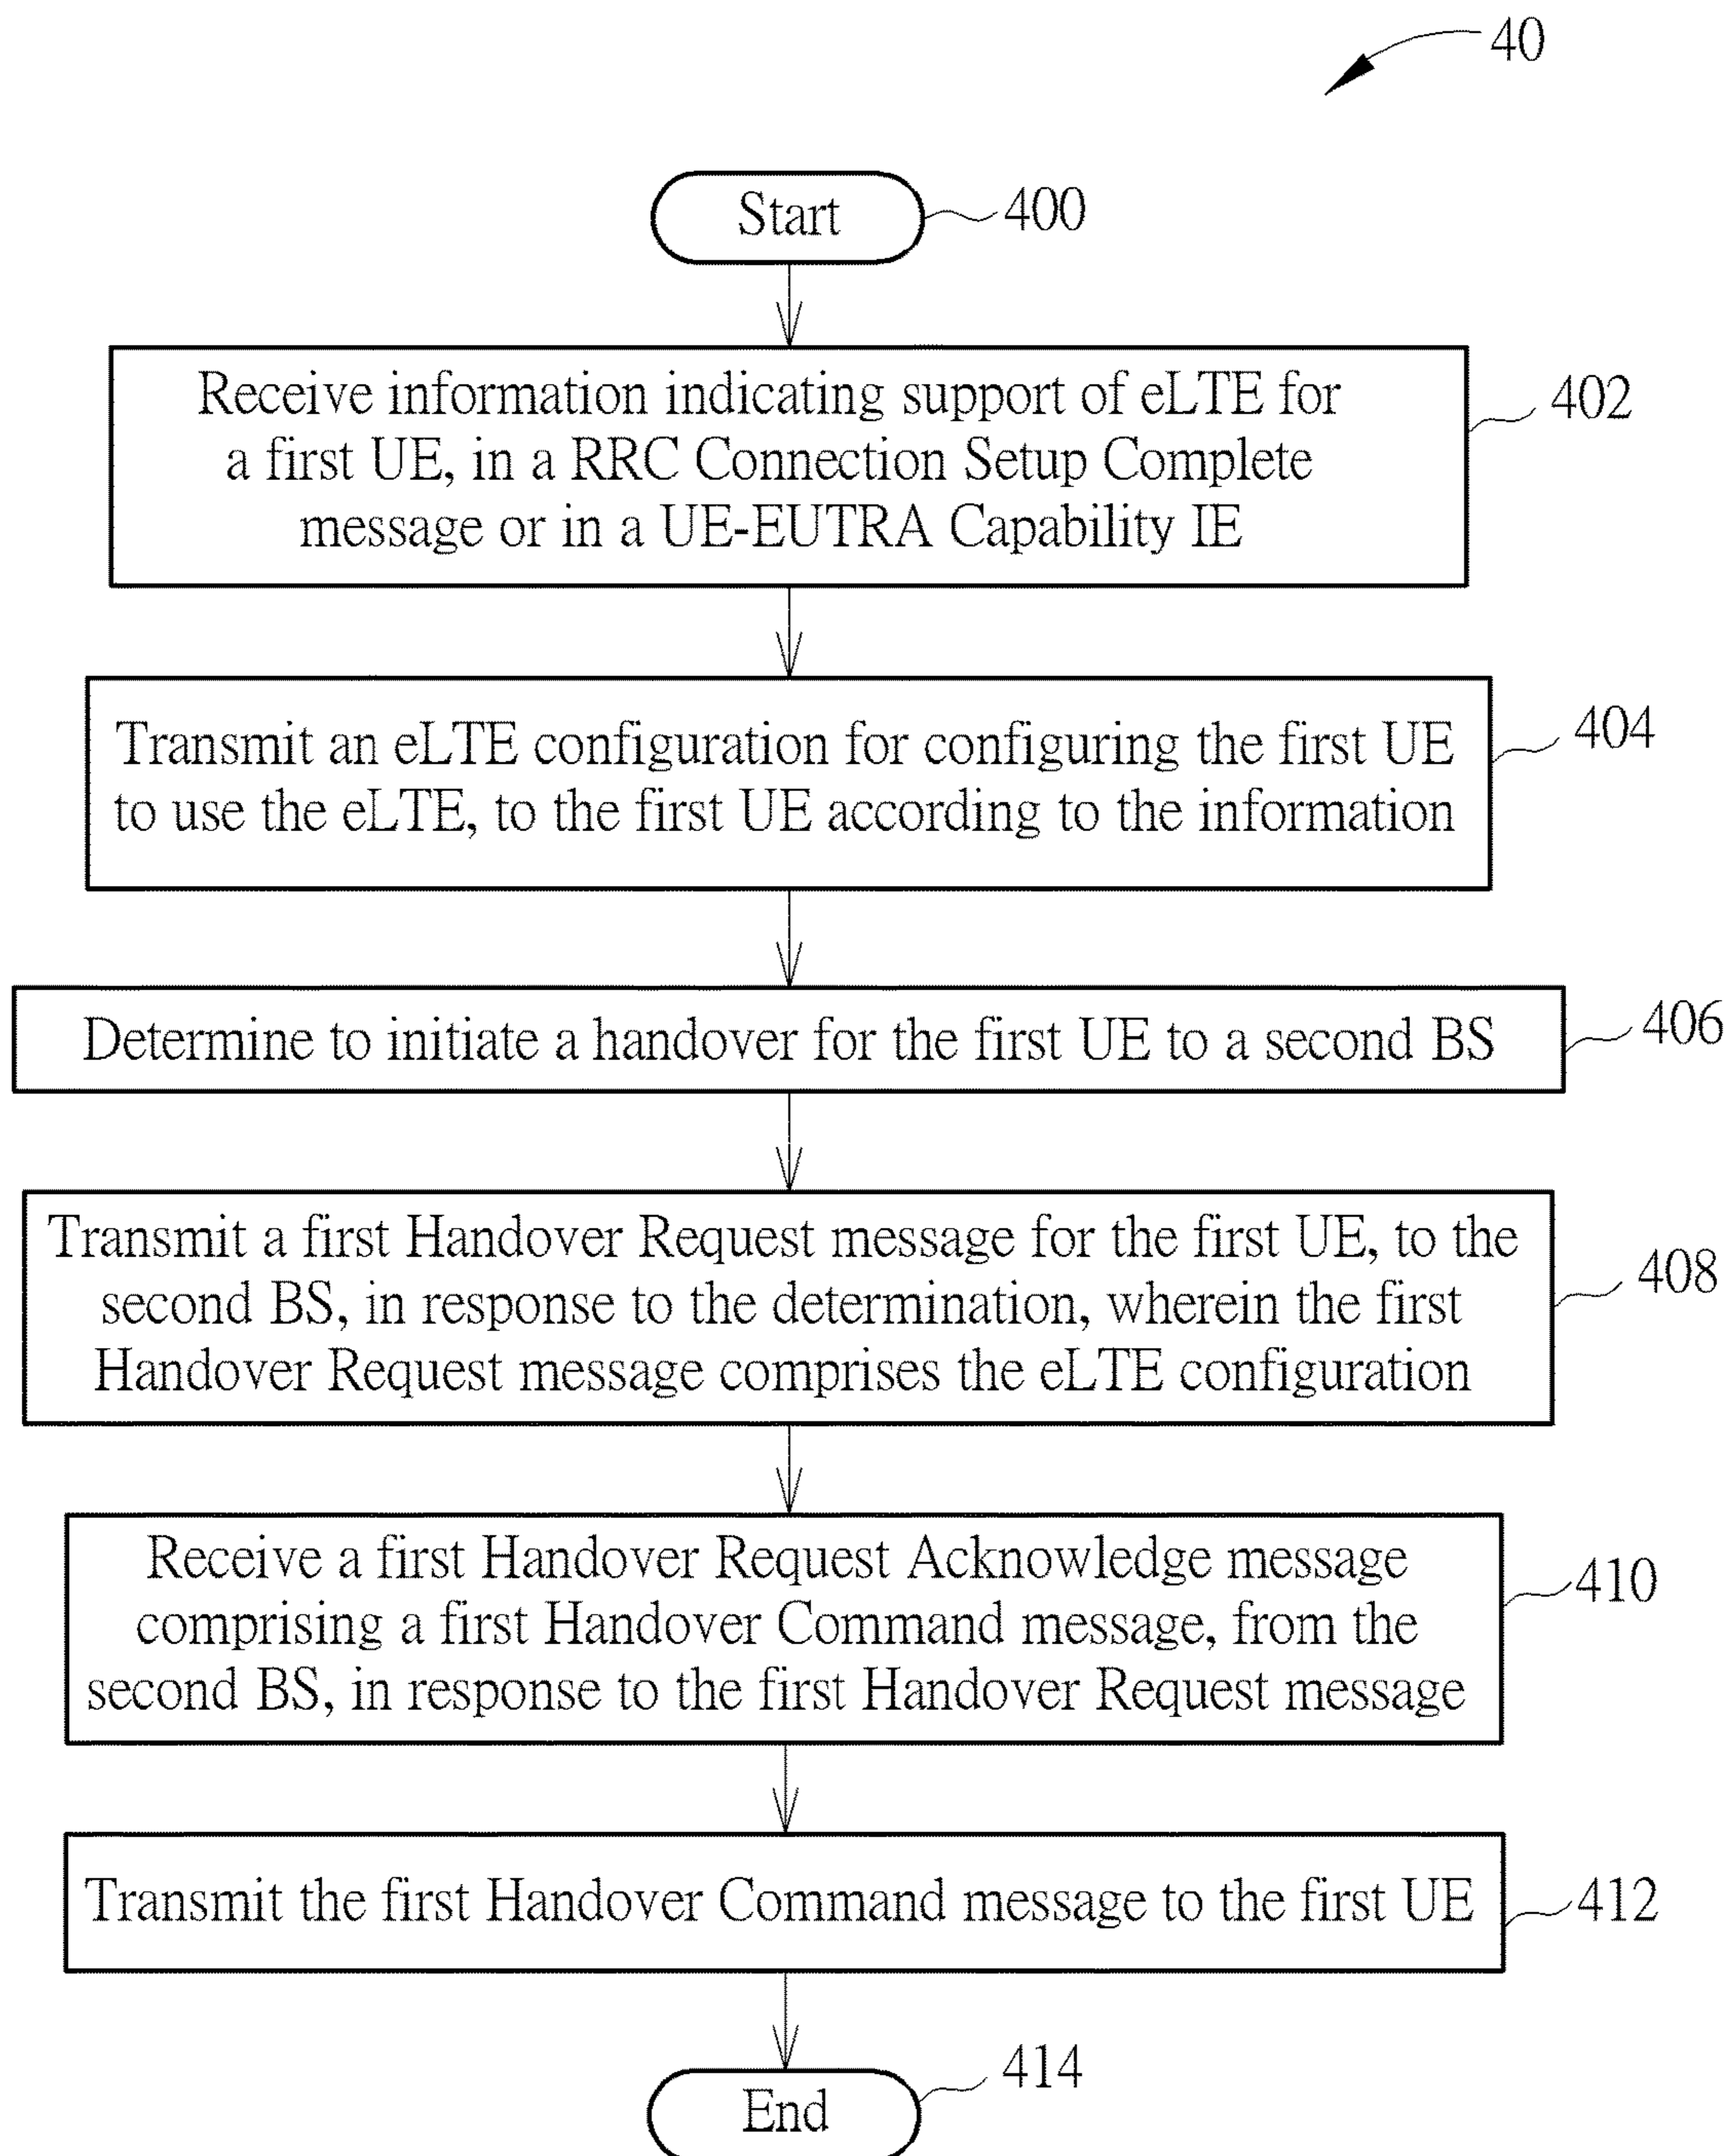 40
Start
400
Receive information indicating support of eLTE for
a first UE, in a RRC Connection Setup Complete
message or in a UE-EUTRA Capability IE
402
Transmit an eLTE configuration for configuring the first UE
to use the eLTE, to the first UE according to the information
404
Determine to initiate a handover for the first UE to a second BS
406
Transmit a first Handover Request message for the first UE, to the
second BS, in response to the determination, wherein the first
Handover Request message comprises the eLTE configuration
408
Receive a first Handover Request Acknowledge message
comprising a first Handover Command message, from the
second BS, in response to the first Handover Request message
410
Transmit the first Handover Command message to the first UE
412
End
414